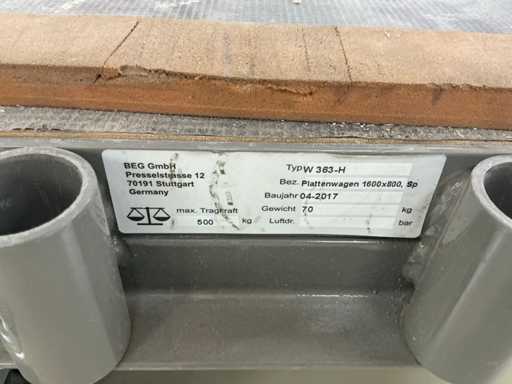 BEG GmbH
Presselstrasse 12
70191 Stuttgart
Germany
max. Tragkraft
500 kg
Typ W 363-H
Bez. Plattenwagen 1600x800, Sp
Baujahr 04-2017
Gewicht 70 kg
Luftdr. bar